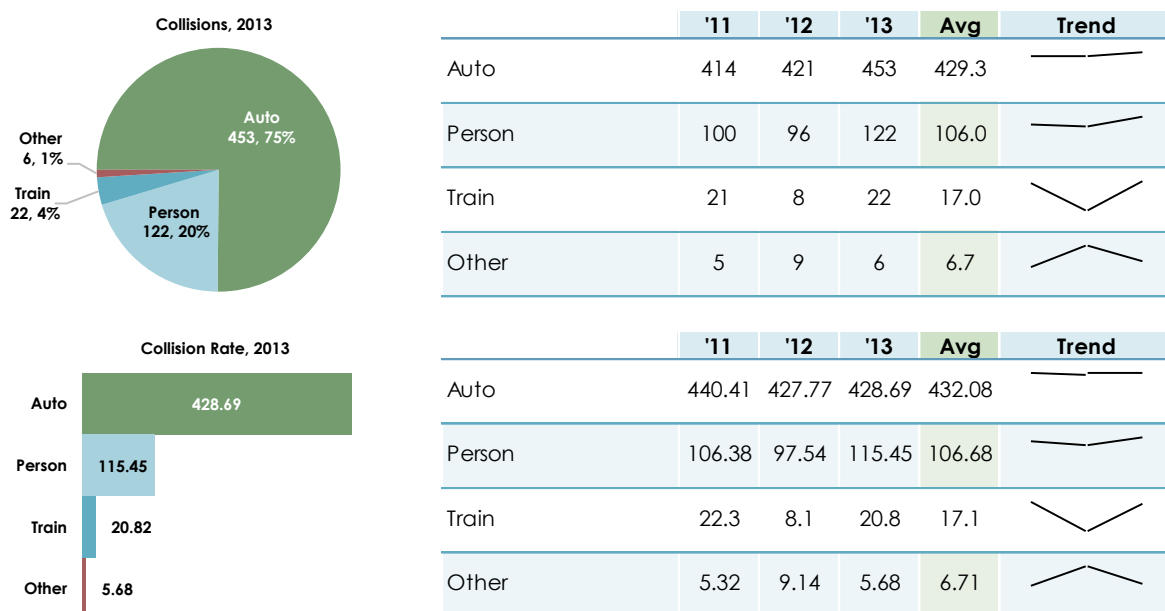 Collisions, 2013
Auto
453, 75%
Other
6, 1%
Train
22, 4%
Person
122, 20%
'11 '12 '13 Avg Trend
Auto 414 421 453 429.3
Person 100 96 122 106.0
Train 21 8 22 17.0
Other 5 9 6 6.7
Collision Rate, 2013
Auto 428.69
Person 115.45
Train 20.82
Other 5.68
'11 '12 '13 Avg Trend
Auto 440.41 427.77 428.69 432.08
Person 106.38 97.54 115.45 106.68
Train 22.3 8.1 20.8 17.1
Other 5.32 9.14 5.68 6.71